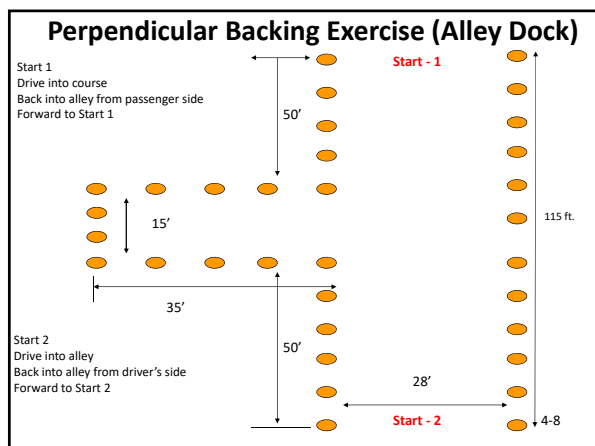 Perpendicular Backing Exercise (Alley Dock)
Start 1
Drive into course
Back into alley from passenger side
Forward to Start 1
Start - 1
50’
15’
115 ft.
35’
Start 2
Drive into alley
Back into alley from driver’s side
Forward to Start 2
50’
28’
Start - 2
4-8